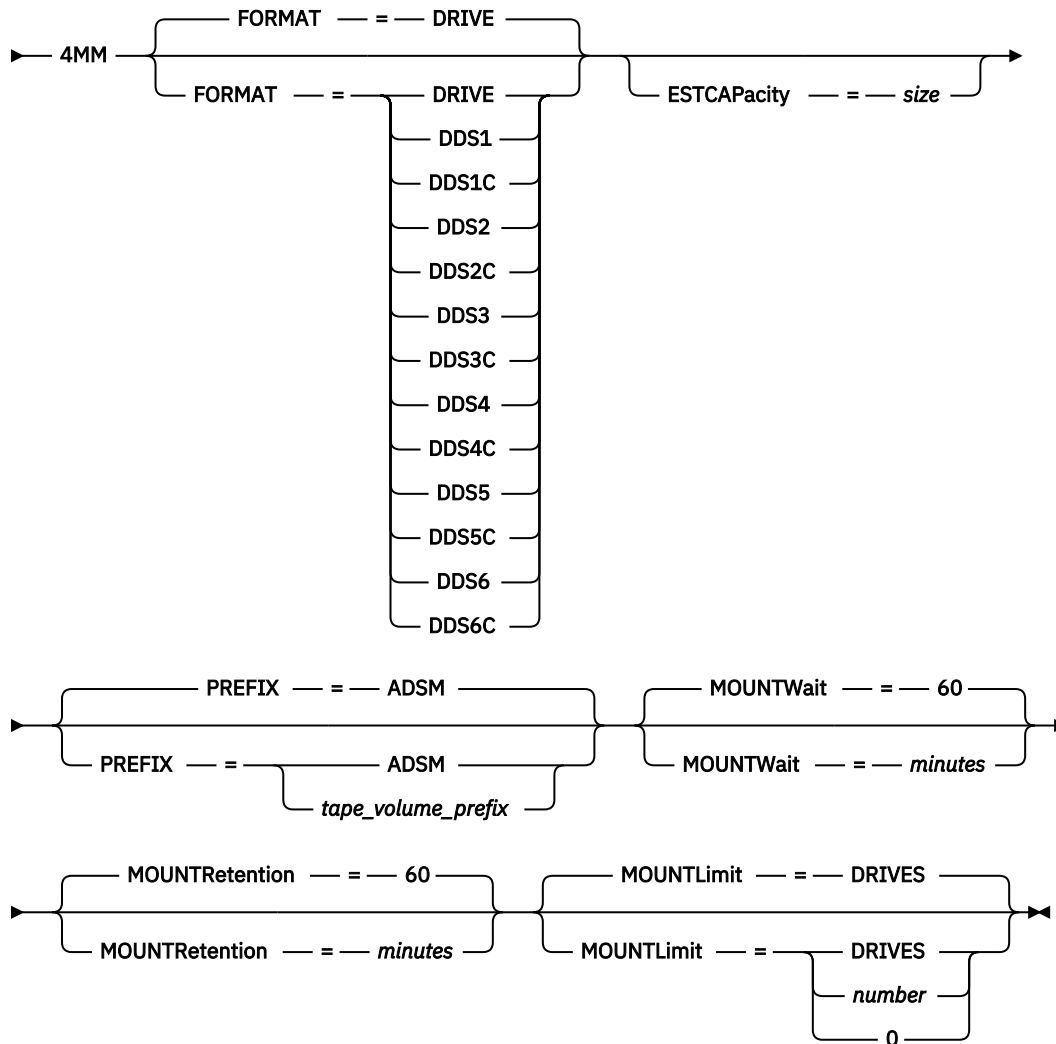 FORMAT = DRIVE
4MM
FORMAT = DRIVE ESTCAPacity = size
DDS1
DDS1C
DDS2
DDS2C
DDS3
DDS3C
DDS4
DDS4C
DDS5
DDS5C
DDS6
DDS6C
PREFIX = ADSM MOUNTWait = 60
PREFIX = ADSM MOUNTWait = minutes
tape_volume_prefix
MOUNTRetention = 60 MOUNTLimit = DRIVES
MOUNTRetention = minutes MOUNTLimit = DRIVES
number
0